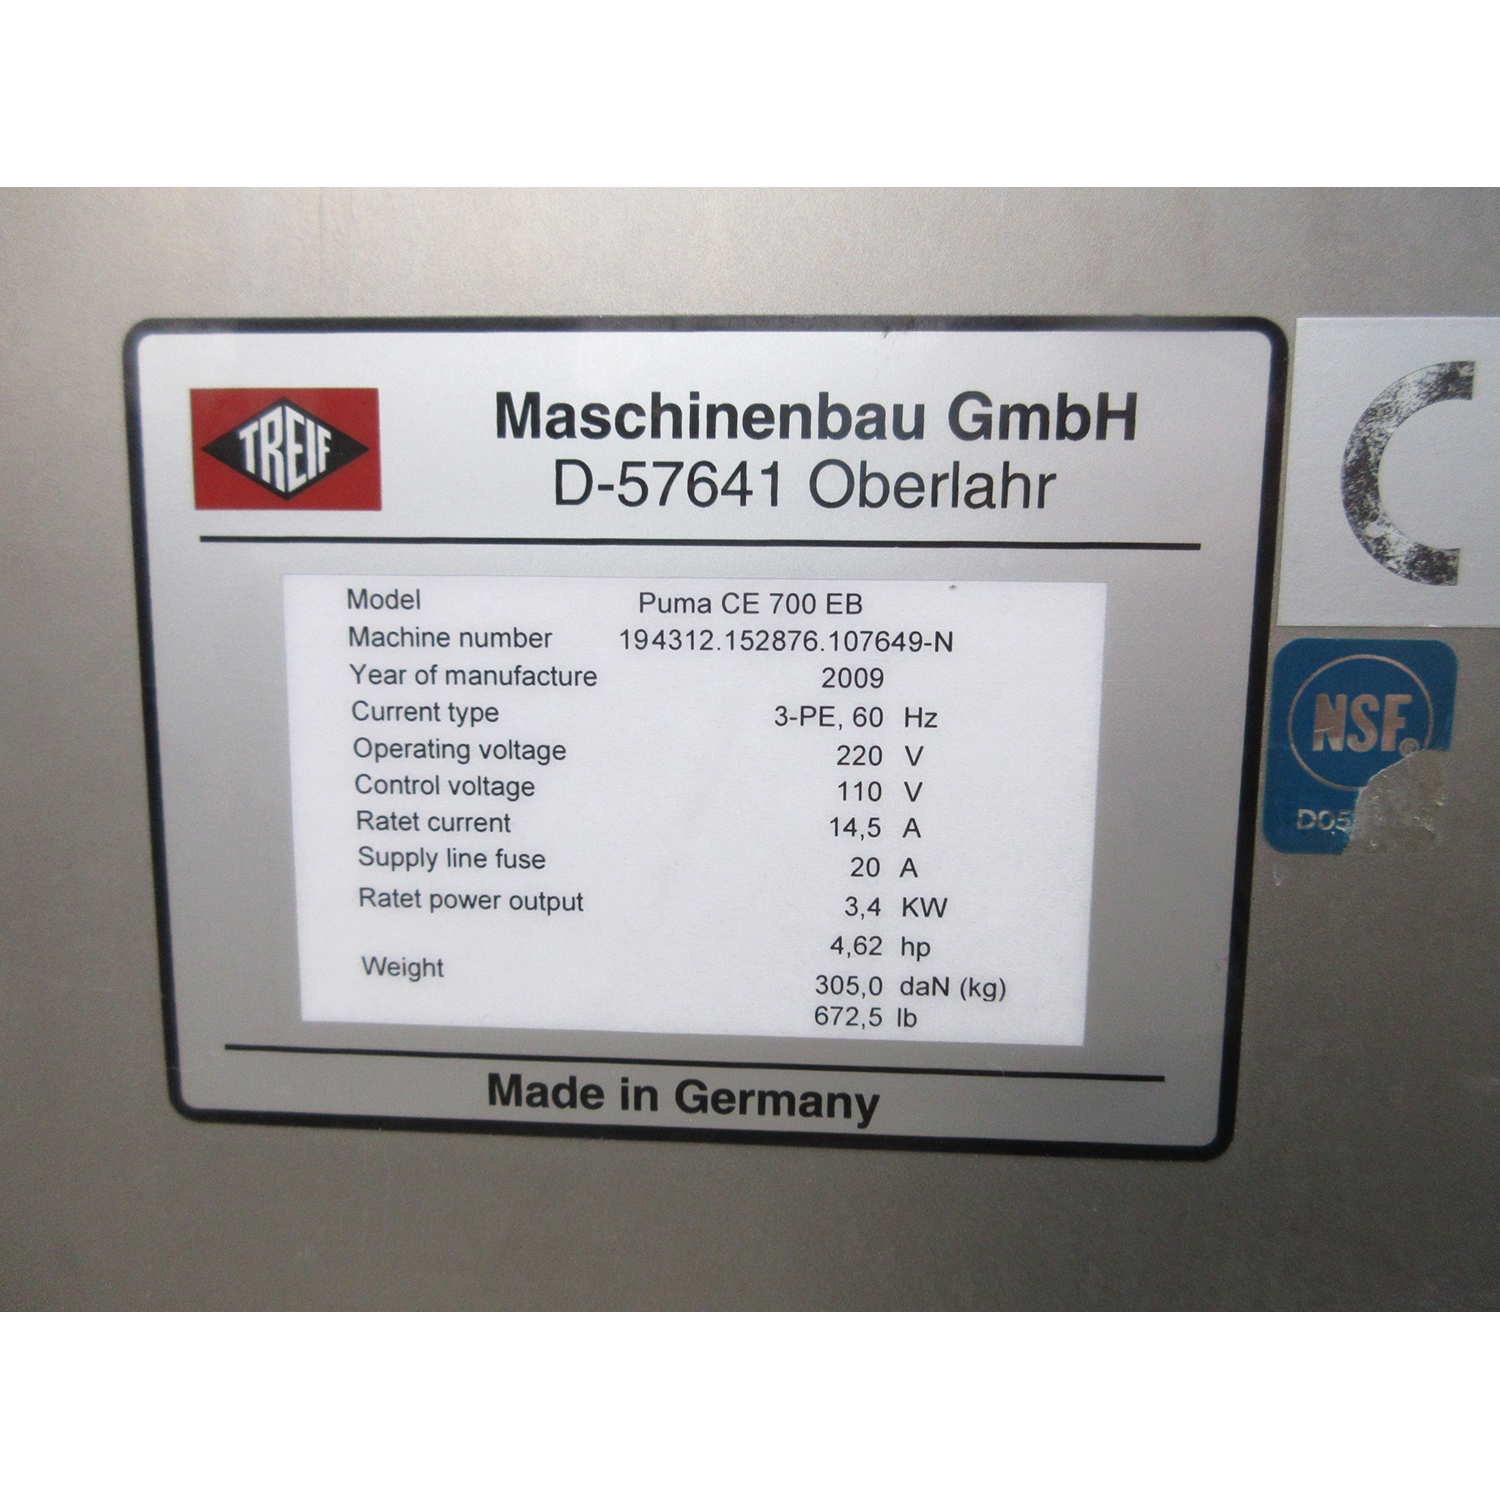 TREIF
Maschinenbau GmbH
D-57641 Oberlahr
Model Puma CE 700 EB
Machine number 194312.152876.107649-N
Year of manufacture 2009
Current type 3-PE, 60 Hz
Operating voltage 220 V
Control voltage 110 V
Ratet current 14,5 A
Supply line fuse 20 A
Ratet power output 3,4 KW
4,62 hp
Weight 305,0 daN (kg)
672,5 lb
Made in Germany
C
NSF®